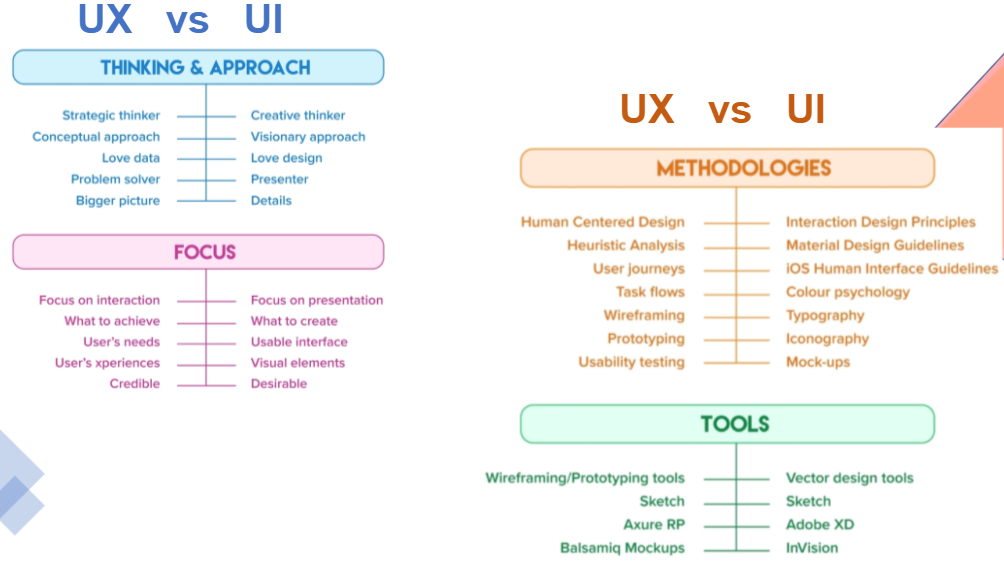 UX vs UI
THINKING & APPROACH
Strategic thinker Creative thinker
Conceptual approach Visionary approach
Love data Love design
Problem solver Presenter
Bigger picture Details
FOCUS
Focus on interaction Focus on presentation
What to achieve What to create
User's needs Usable interface
User's xperiences Visual elements
Credible Desirable
UX vs UI
METHODOLOGIES
Human Centered Design Interaction Design Principles
Heuristic Analysis Material Design Guidelines
User journeys iOS Human Interface Guidelines
Task flows Colour psychology
Wireframing Typography
Prototyping Iconography
Usability testing Mock-ups
TOOLS
Wireframing/Prototyping tools Vector design tools
Sketch Sketch
Axure RP Adobe XD
Balsamiq Mockups InVision